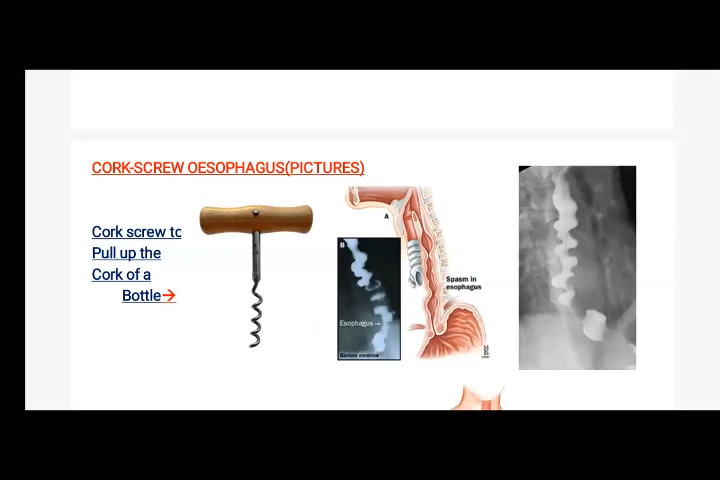 CORK-SCREW OESOPHAGUS(PICTURES)
Cork screw to
Pull up the
Cork of a
Bottle→
A
B
Spasm in
esophagus
Esophagus
Barium swallow